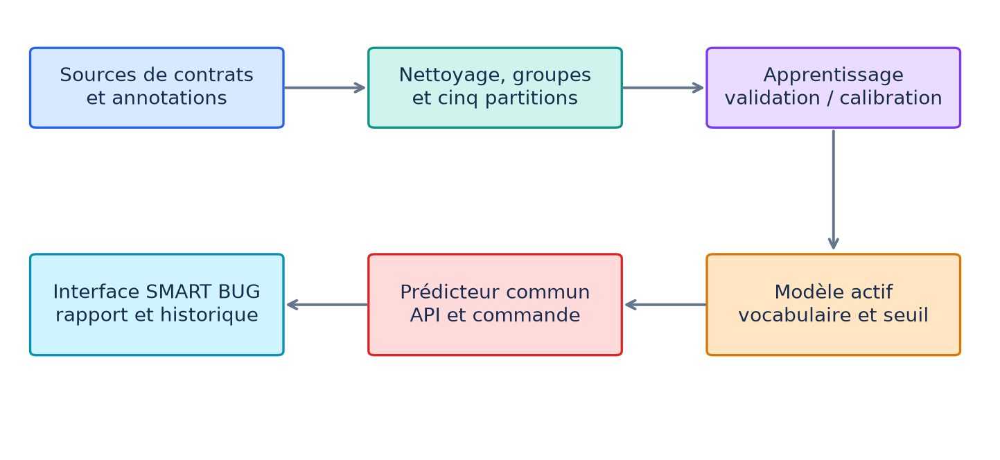 Sources de contrats
et annotations
Nettoyage, groupes
et cinq partitions
Apprentissage
validation / calibration
Modèle actif
vocabulaire et seuil
Prédicteur commun
API et commande
Interface SMART BUG
rapport et historique